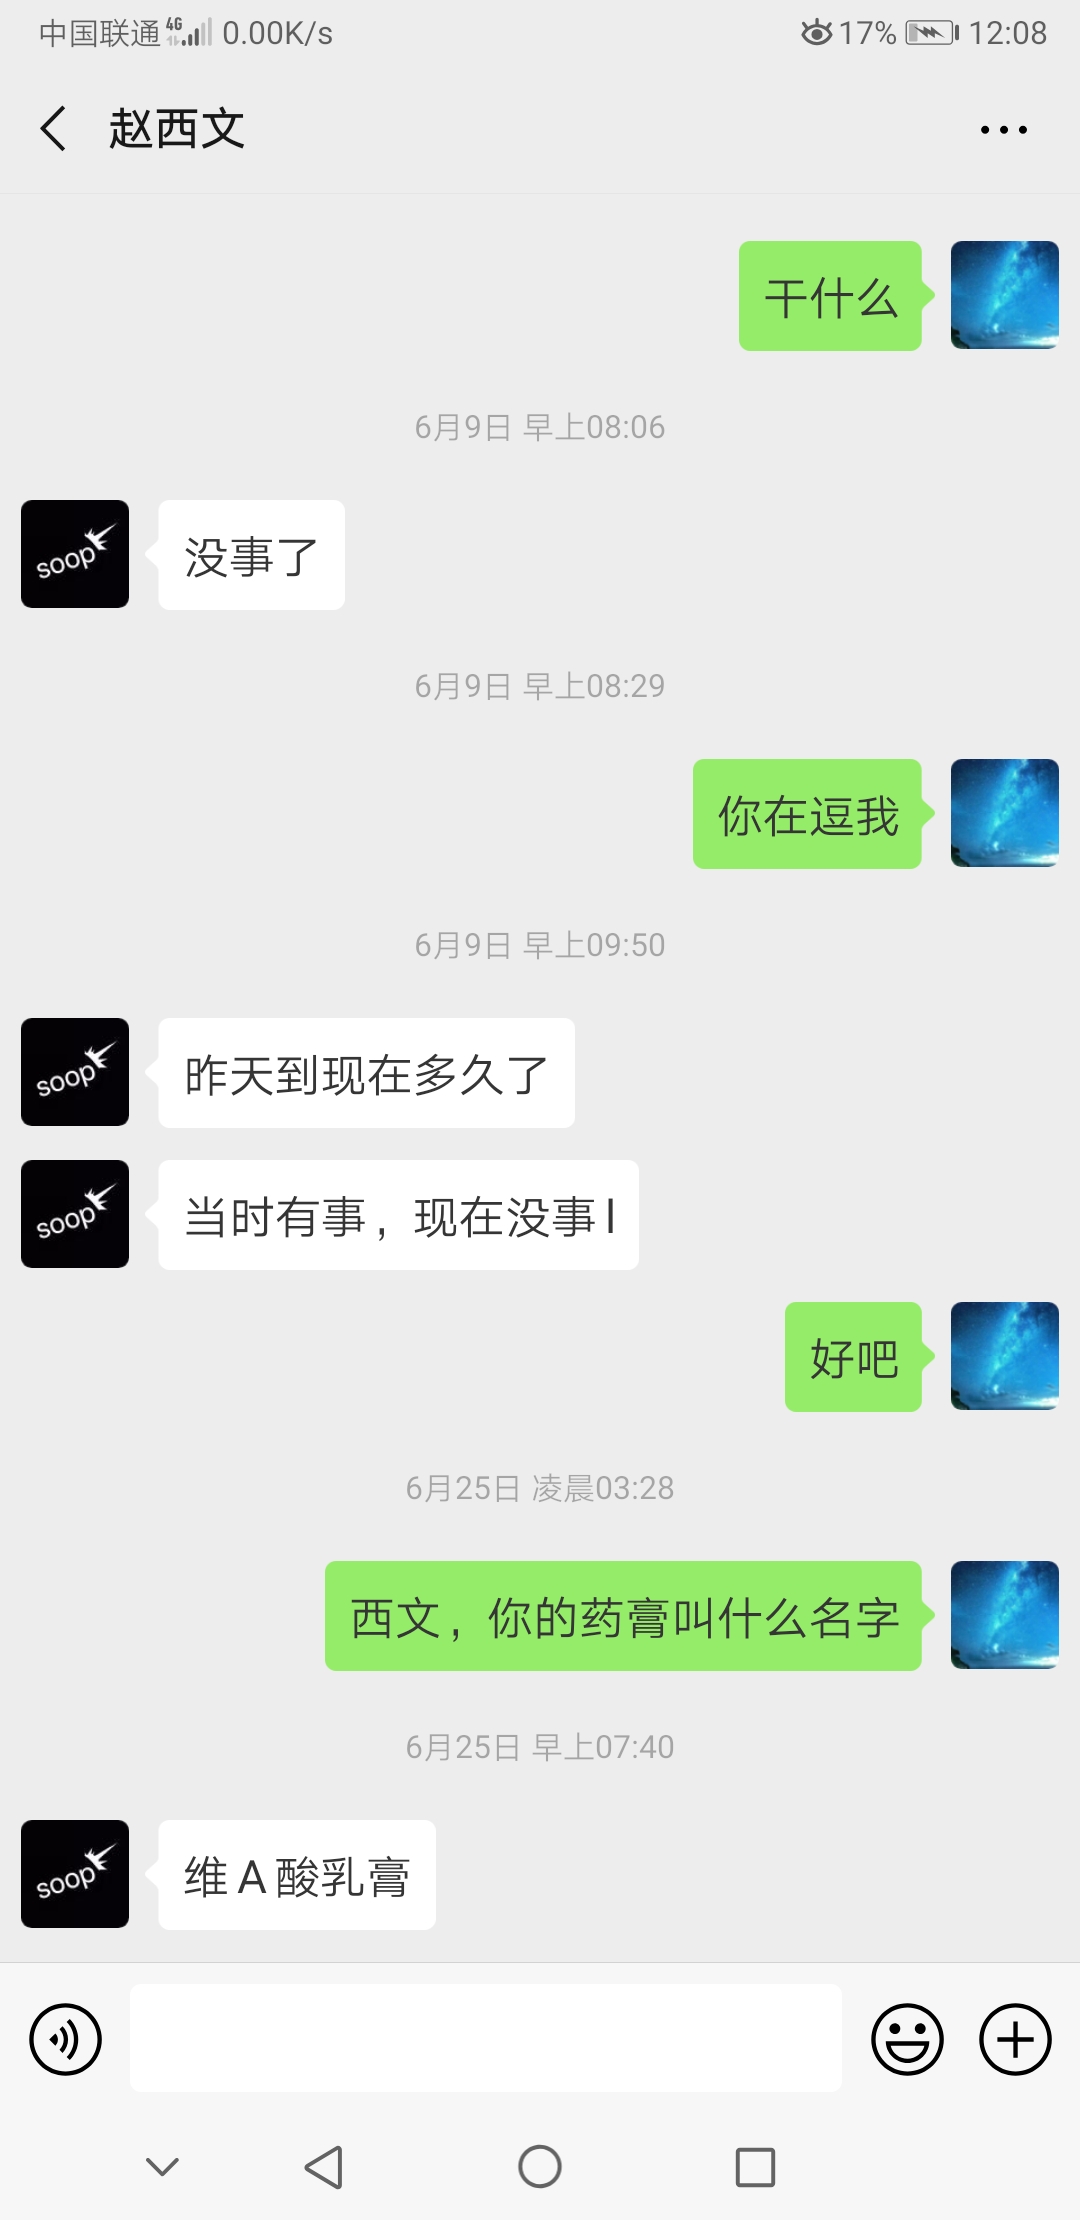 中国联通 4G 0.00K/s 17% 12:08
赵西文
干什么
6月9日 早上08:06
soop
没事了
6月9日 早上08:29
你在逗我
6月9日 早上09:50
soop
昨天到现在多久了
soop
当时有事，现在没事l
好吧
6月25日 凌晨03:28
西文，你的药膏叫什么名字
6月25日 早上07:40
soop
维A酸乳膏